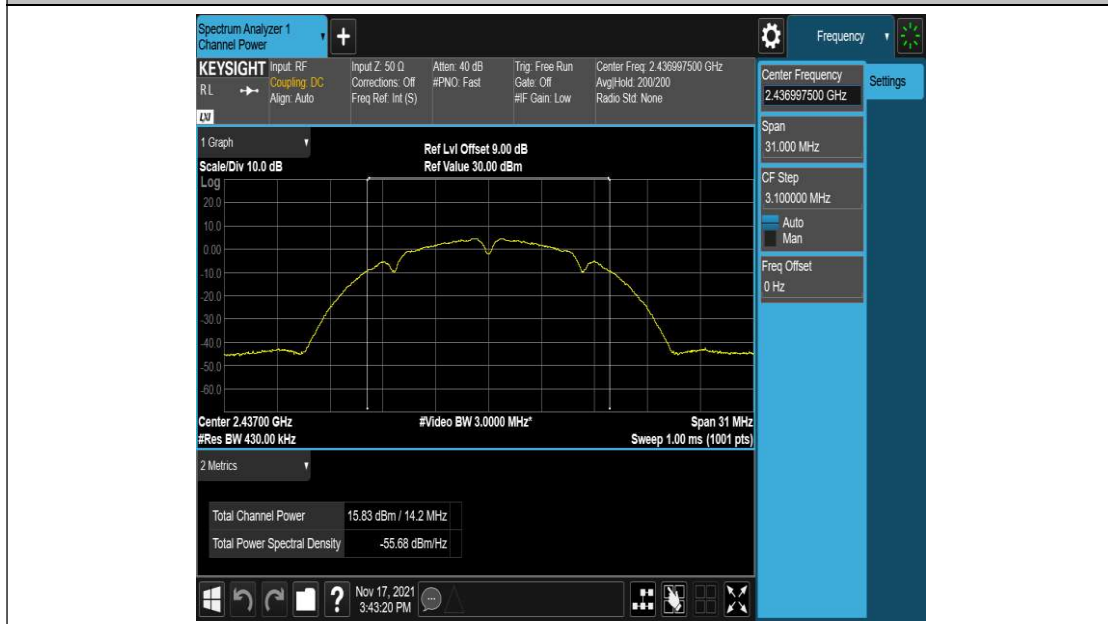 Spectrum Analyzer 1
Channel Power
Frequency
KEYSIGHT
RL
LXI
Input: RF
Coupling: DC
Align: Auto
Input Z: 50 Ω
Corrections: Off
Freq Ref: Int (S)
Atten: 40 dB
#PNO: Fast
Trig: Free Run
Gate: Off
#IF Gain: Low
Center Freq: 2.436997500 GHz
Avg|Hold: 200/200
Radio Std: None
Center Frequency
2.436997500 GHz
Settings
Span
31.000 MHz
CF Step
3.100000 MHz
Auto
Man
Freq Offset
0 Hz
1 Graph
Scale/Div 10.0 dB
Ref Lvl Offset 9.00 dB
Ref Value 30.00 dBm
Log
20.0
10.0
0.00
-10.0
-20.0
-30.0
-40.0
-50.0
-60.0
Center 2.43700 GHz
#Res BW 430.00 kHz
#Video BW 3.0000 MHz*
Span 31 MHz
Sweep 1.00 ms (1001 pts)
2 Metrics
Total Channel Power 15.83 dBm / 14.2 MHz
Total Power Spectral Density -55.68 dBm/Hz
?
Nov 17, 2021
3:43:20 PM